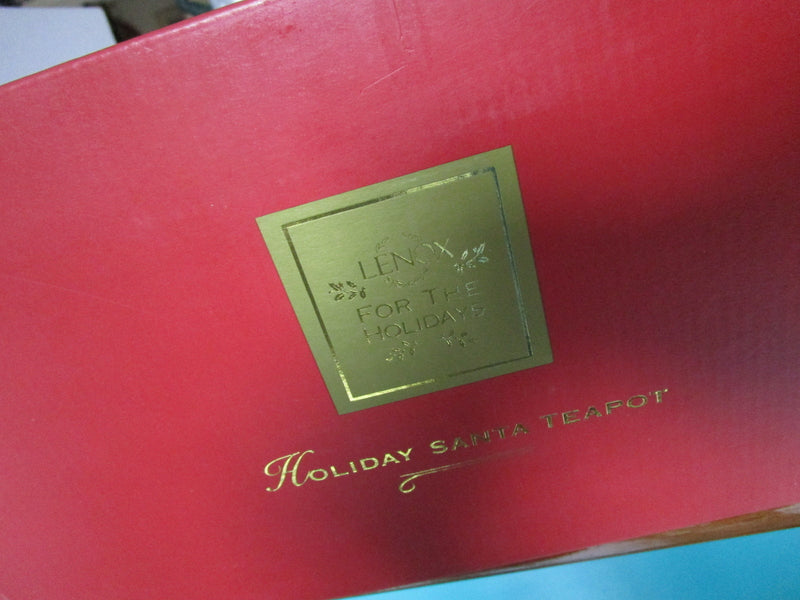 LENOX
FOR THE
HOLIDAYS
HOLIDAY SANTA TEAPOT